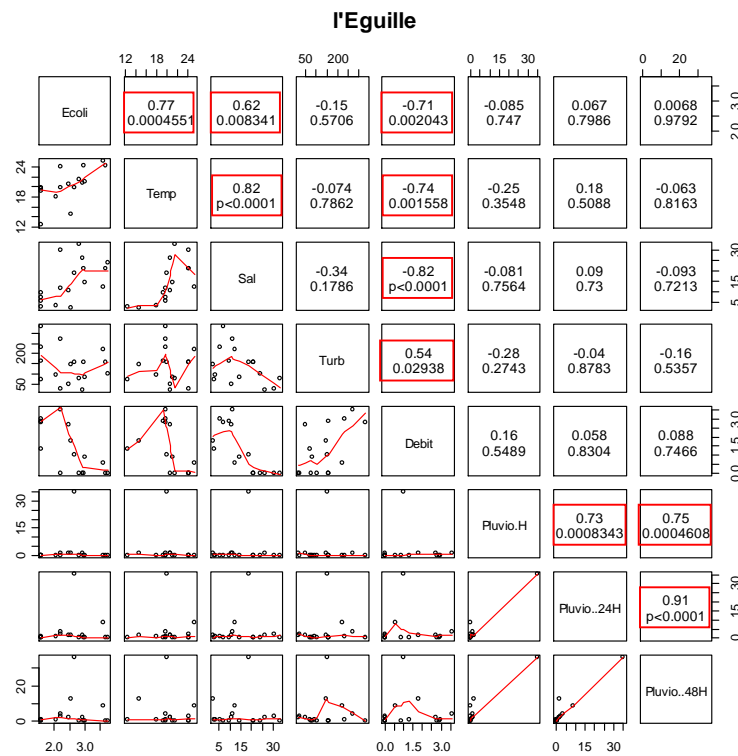 l'Eguille
50 200 5 15 30 0 20
12 18 24
Ecoli
0.77
0.0004551
0.62
0.008341
-0.15
0.5706
-0.71
0.002043
-0.085
0.747
0.067
0.7986
0.0068
0.9792
2.0 3.0
12 18 24
Temp
0.82
p<0.0001
-0.074
0.7862
-0.74
0.001558
-0.25
0.3548
0.18
0.5088
-0.063
0.8163
Sal
-0.34
0.1786
-0.82
p<0.0001
-0.081
0.7564
0.09
0.73
-0.093
0.7213
5 15 30
50 200
Turb
0.54
0.02938
-0.28
0.2743
-0.04
0.8783
-0.16
0.5357
Debit
0.16
0.5489
0.058
0.8304
0.088
0.7466
0.0 1.5 3.0
0 15 30
Pluvio.H
0.73
0.0008343
0.75
0.0004608
Pluvio..24H
0.91
p<0.0001
0 15 30
0 20
Pluvio..48H
2.0 3.0
5 15 30
0.0 1.5 3.0
0 15 30